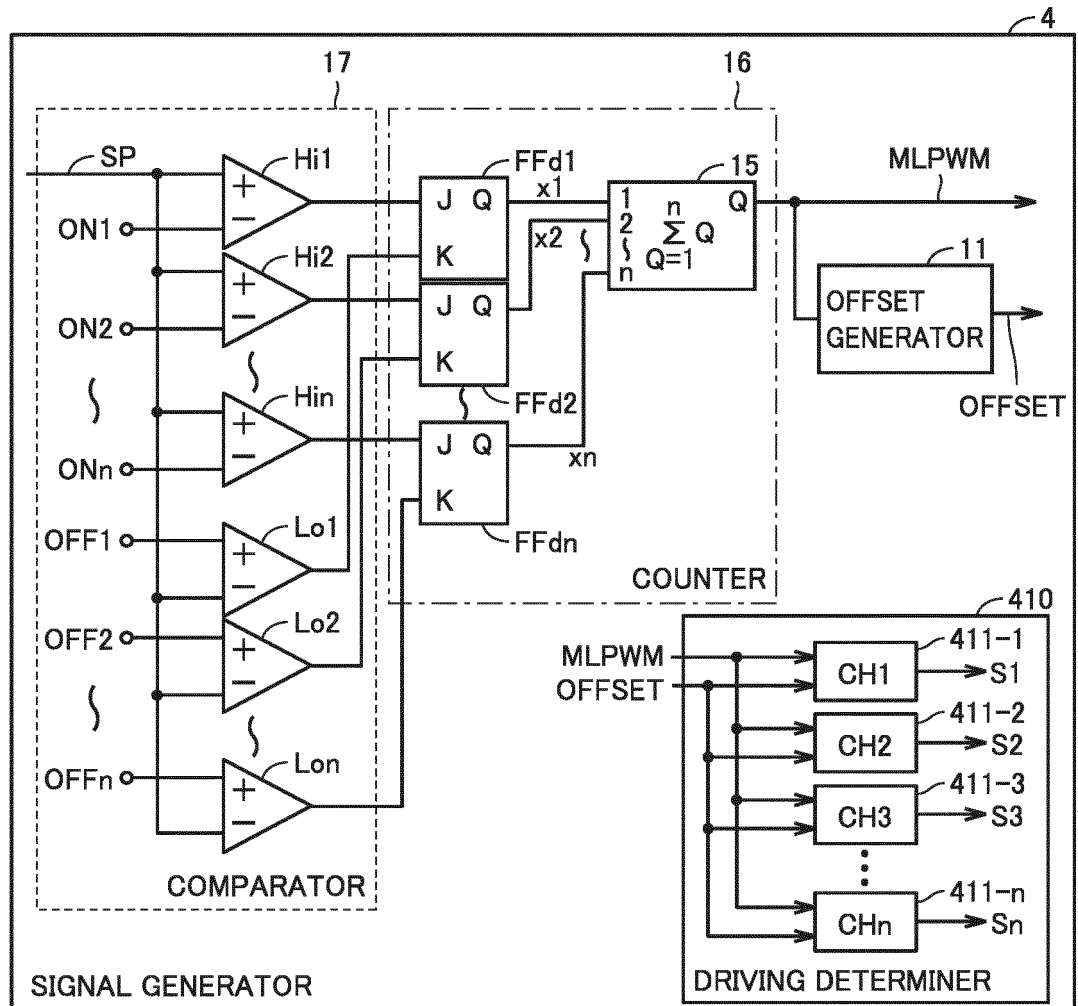 4
17
16
SP
Hi1
FFd1
15
MLPWM
+
−
J Q
K
x1
1
2
n
n
Σ Q
Q=1
Q
ON1
Hi2
x2
11
+
−
J Q
K
OFFSET
GENERATOR
ON2
Hin
FFd2
OFFSET
+
−
J Q
K
xn
ONn
Lo1
FFdn
OFF1
+
−
COUNTER
Lo2
410
OFF2
+
−
MLPWM
OFFSET
CH1
411-1
S1
CH2
411-2
S2
Lon
OFFn
+
−
CH3
411-3
S3
COMPARATOR
CHn
411-n
Sn
SIGNAL GENERATOR
DRIVING DETERMINER